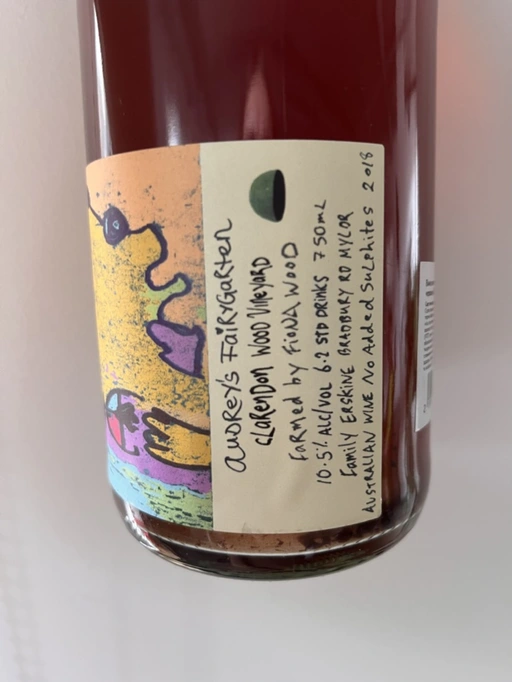 aUDReYs FaiRYGaRten
CLARENDON WOOD VINEYARD
FaRmed by FiONA WOOD
10.5% ALC/VOL 6.2 STD DRINKS 750mL
Family ERSKINE BRADBURY RD MYLOR
AUSTRALIAN WINE No Added SuLPhites 2018